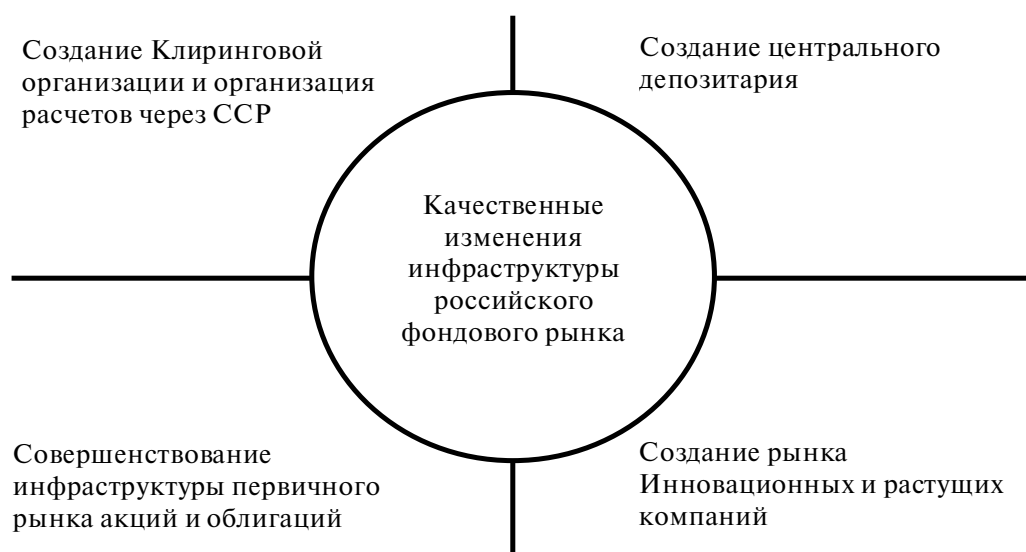 Создание Клиринговой
организации и организация
расчетов через ССР
Создание центрального
депозитария
Качественные
изменения
инфраструктуры
российского
фондового рынка
Совершенствование
инфраструктуры первичного
рынка акций и облигаций
Создание рынка
Инновационных и растущих
компаний